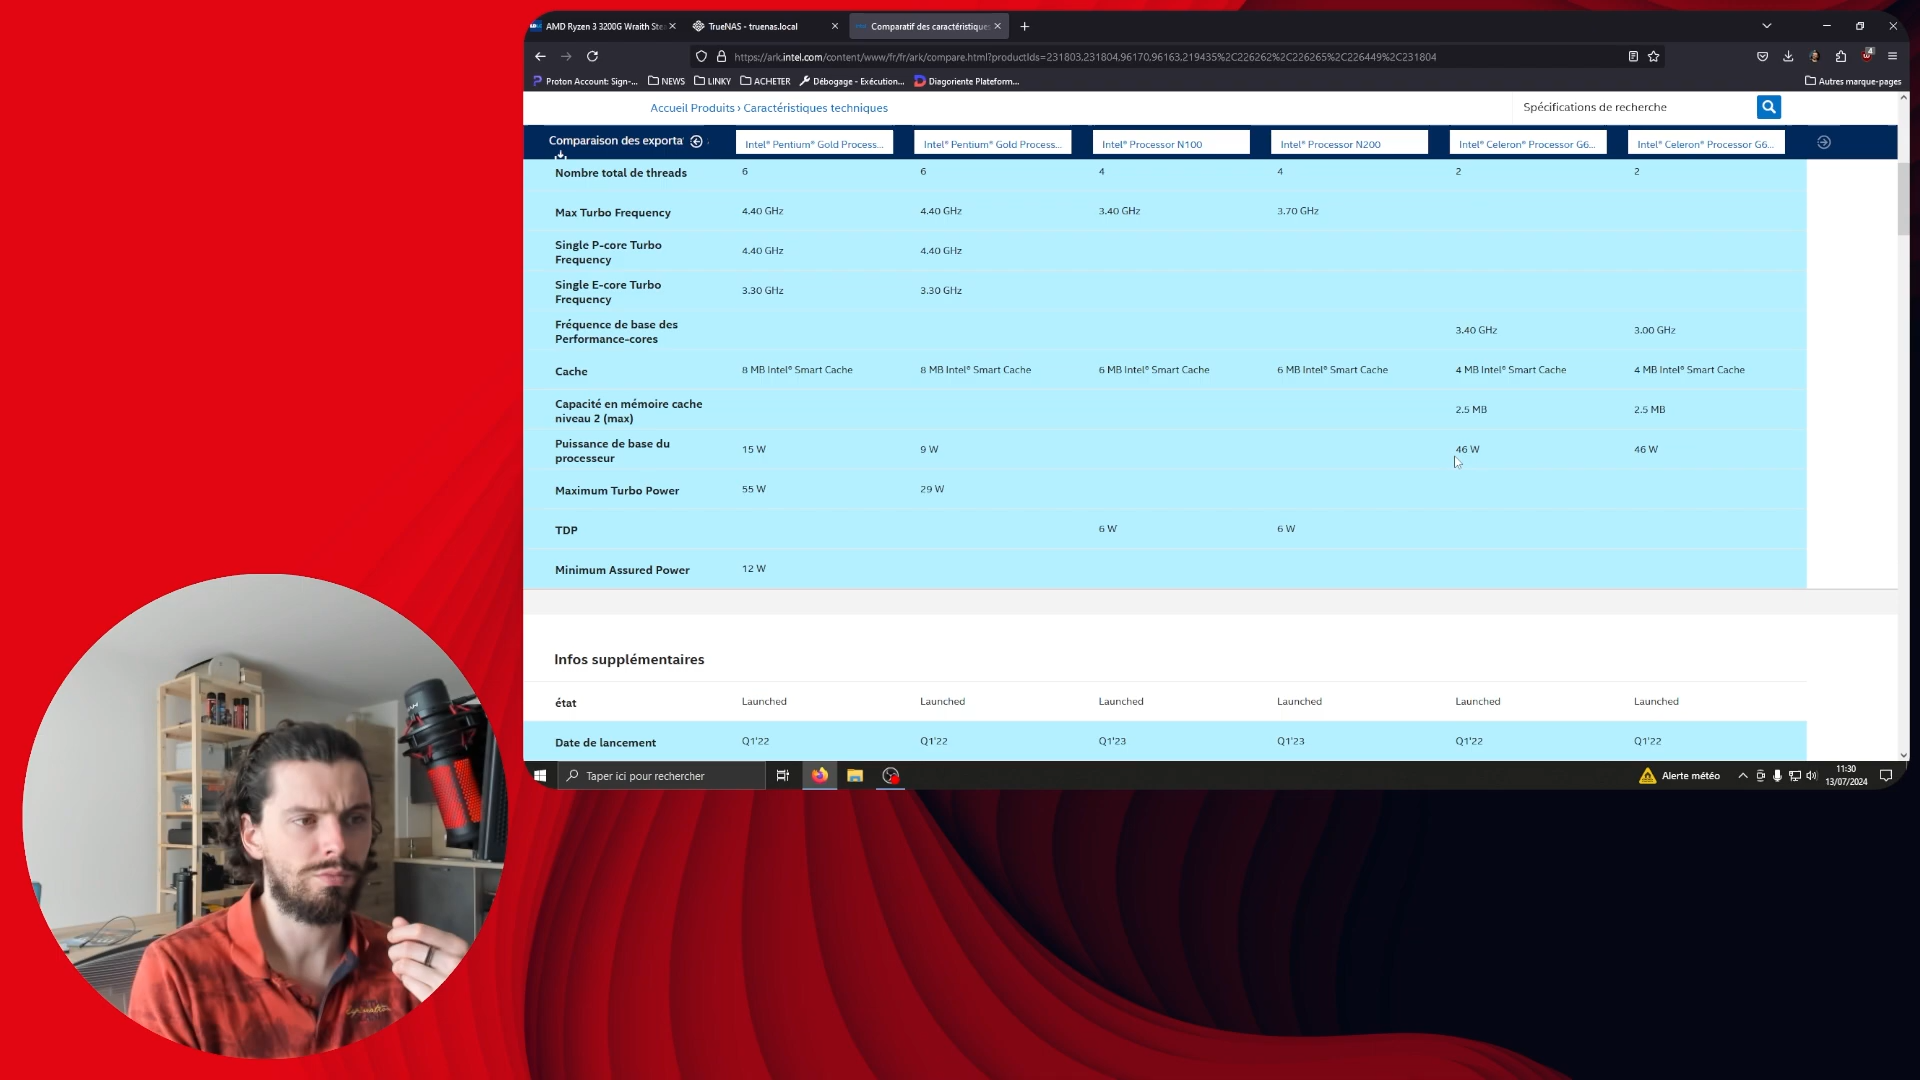 AMD Ryzen 3 3200G Wraith Ste
TrueNAS - truenas.local
Comparatif des caractéristiques
https://ark.intel.com/content/www/fr/fr/ark/compare.html?productIds=231803,231804,96170,96163,219435%2C226262%2C226265%2C226449%2C231804
4
Proton Account: Sign-...
NEWS
LINKY
ACHETER
Débogage - Exécution...
Diagoriente Plateform...
Autres marque-pages
Accueil Produits › Caractéristiques techniques
Spécifications de recherche
Comparaison des exporta
Intel® Pentium® Gold Process...
Intel® Pentium® Gold Process...
Intel® Processor N100
Intel® Processor N200
Intel® Celeron® Processor G6...
Intel® Celeron® Processor G6...
Nombre total de threads 6 6 4 4 2 2
Max Turbo Frequency 4.40 GHz 4.40 GHz 3.40 GHz 3.70 GHz
Single P-core Turbo
Frequency 4.40 GHz 4.40 GHz
Single E-core Turbo
Frequency 3.30 GHz 3.30 GHz
Fréquence de base des
Performance-cores 3.40 GHz 3.00 GHz
Cache 8 MB Intel® Smart Cache 8 MB Intel® Smart Cache 6 MB Intel® Smart Cache 6 MB Intel® Smart Cache 4 MB Intel® Smart Cache 4 MB Intel® Smart Cache
Capacité en mémoire cache
niveau 2 (max) 2.5 MB 2.5 MB
Puissance de base du
processeur 15 W 9 W 46 W 46 W
Maximum Turbo Power 55 W 29 W
TDP 6 W 6 W
Minimum Assured Power 12 W
Infos supplémentaires
état Launched Launched Launched Launched Launched Launched
Date de lancement Q1'22 Q1'22 Q1'23 Q1'23 Q1'22 Q1'22
Taper ici pour rechercher
Alerte météo
11:30
13/07/2024